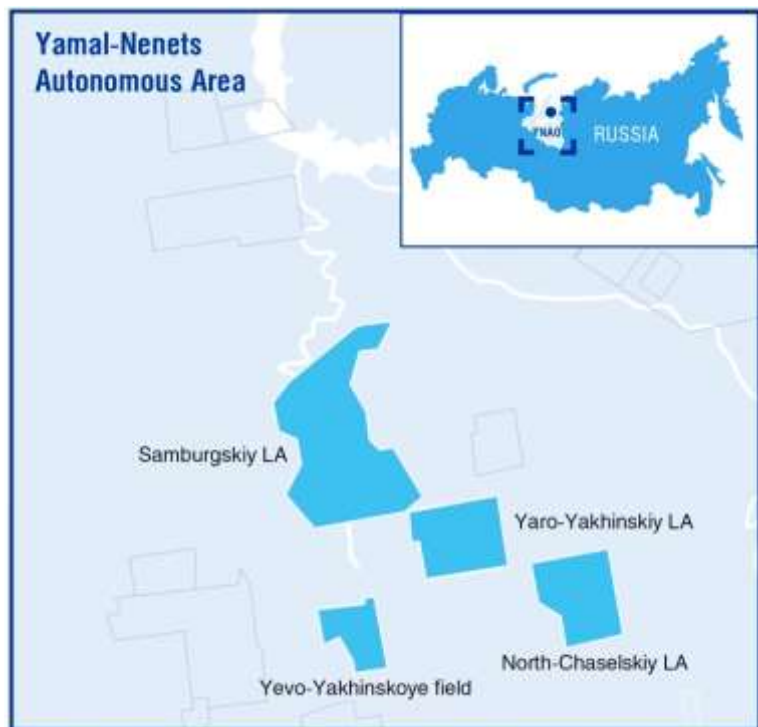 Yamal-Nenets
Autonomous Area
YNAO
RUSSIA
Samburgskiy LA
Yaro-Yakhinskiy LA
North-Chaselskiy LA
Yevo-Yakhinskoye field